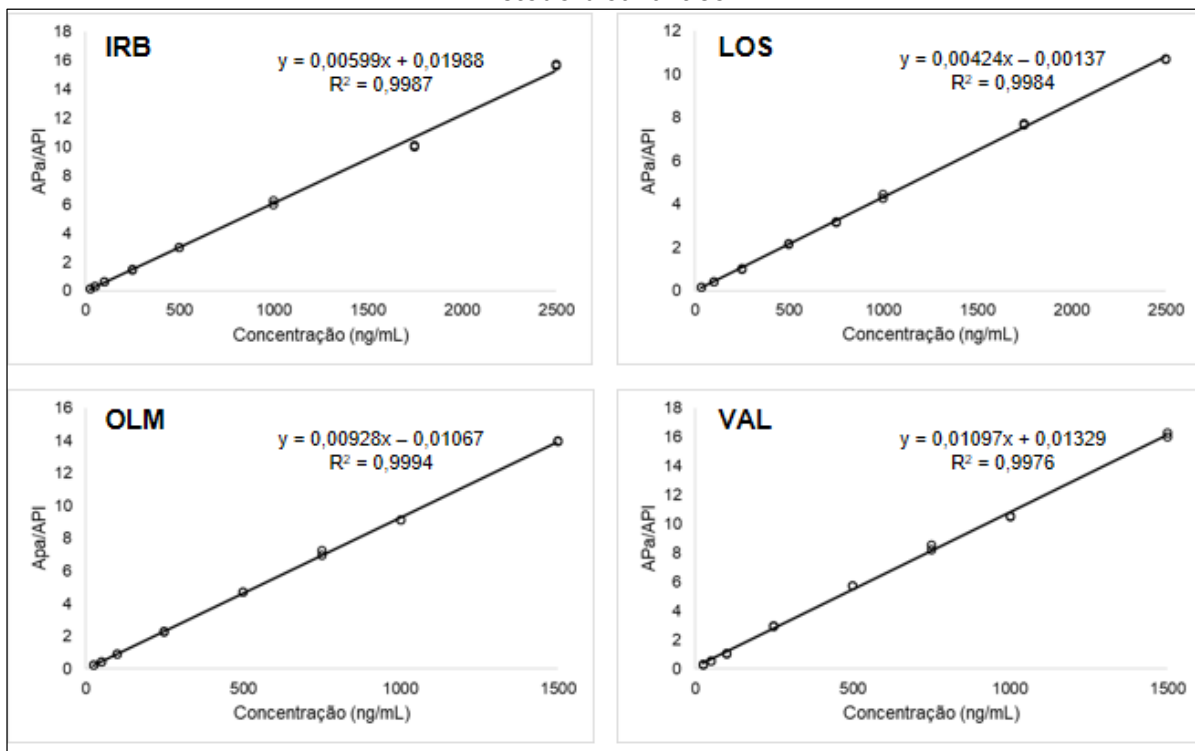 IRB
y = 0,00599x + 0,01988
R² = 0,9987
APa/API
18
16
14
12
10
8
6
4
2
0
0 500 1000 1500 2000 2500
Concentração (ng/mL)
LOS
y = 0,00424x – 0,00137
R² = 0,9984
APa/API
12
10
8
6
4
2
0
0 500 1000 1500 2000 2500
Concentração (ng/mL)
OLM
y = 0,00928x – 0,01067
R² = 0,9994
Apa/API
16
14
12
10
8
6
4
2
0
0 500 1000 1500
Concentração (ng/mL)
VAL
y = 0,01097x + 0,01329
R² = 0,9976
APa/API
18
16
14
12
10
8
6
4
2
0
0 500 1000 1500
Concentração (ng/mL)